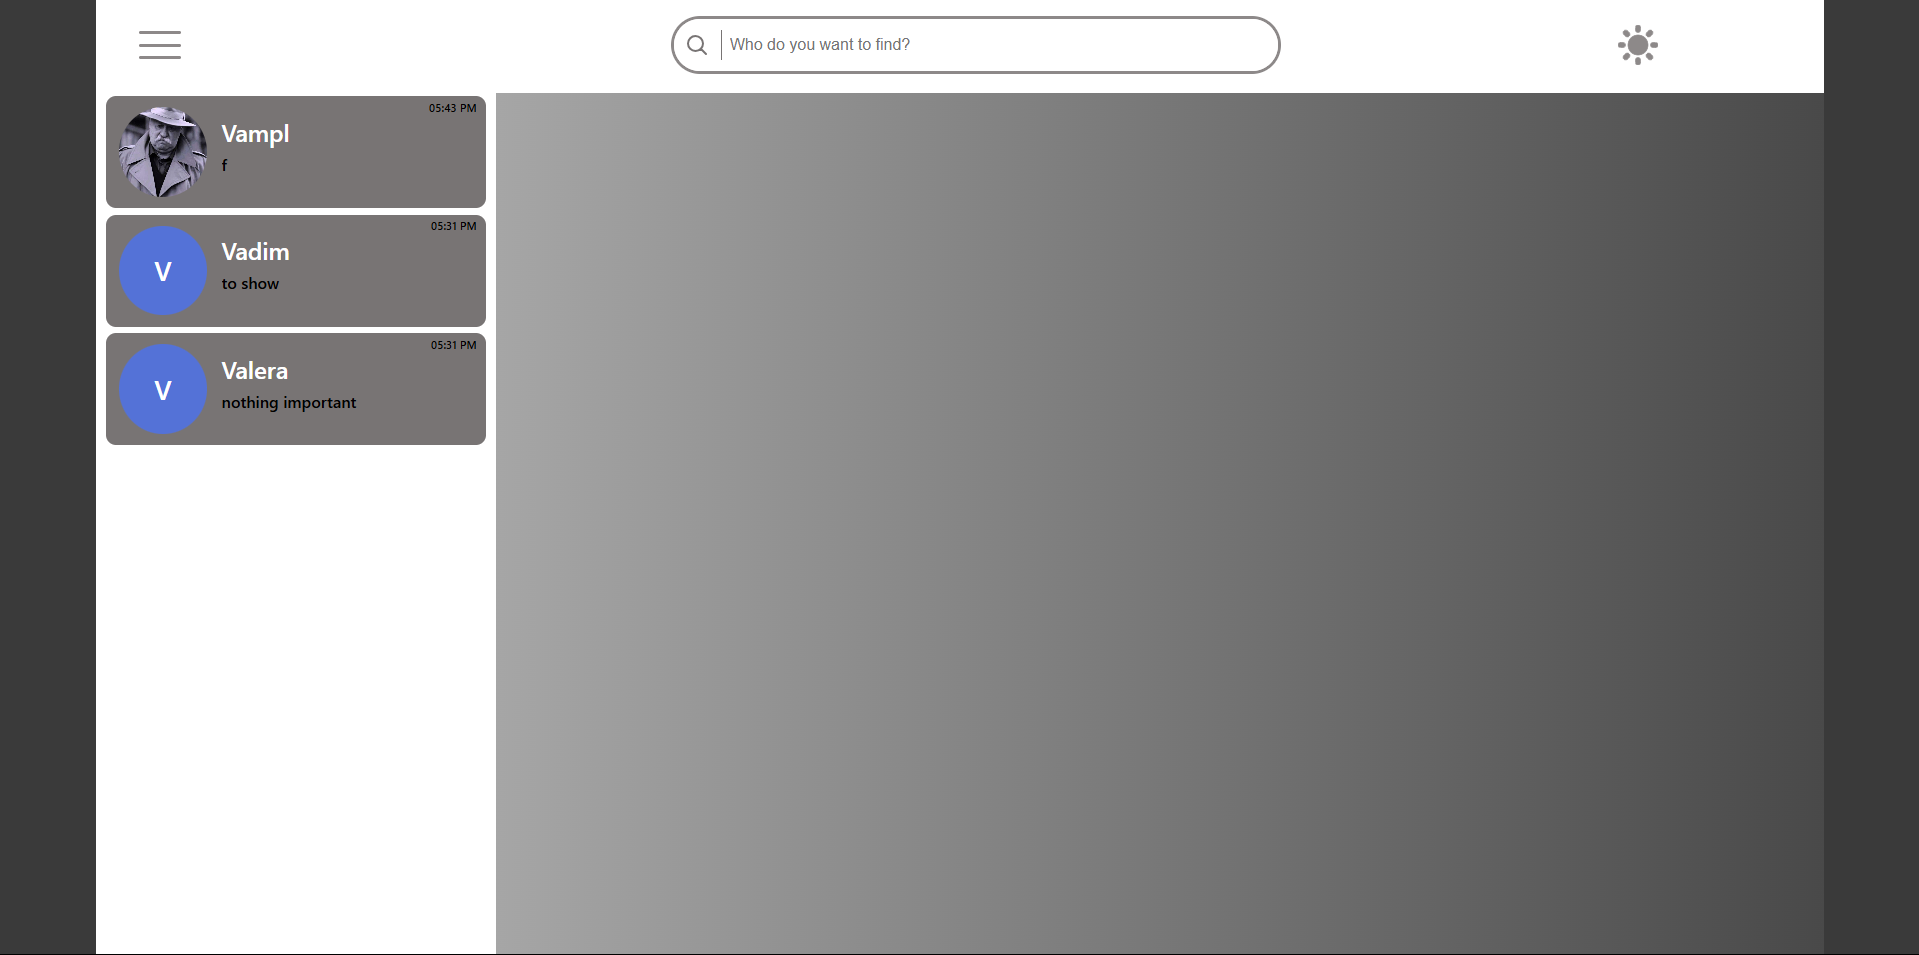 Who do you want to find?
05:43 PM
Vampl
f
05:31 PM
V
Vadim
to show
05:31 PM
V
Valera
nothing important